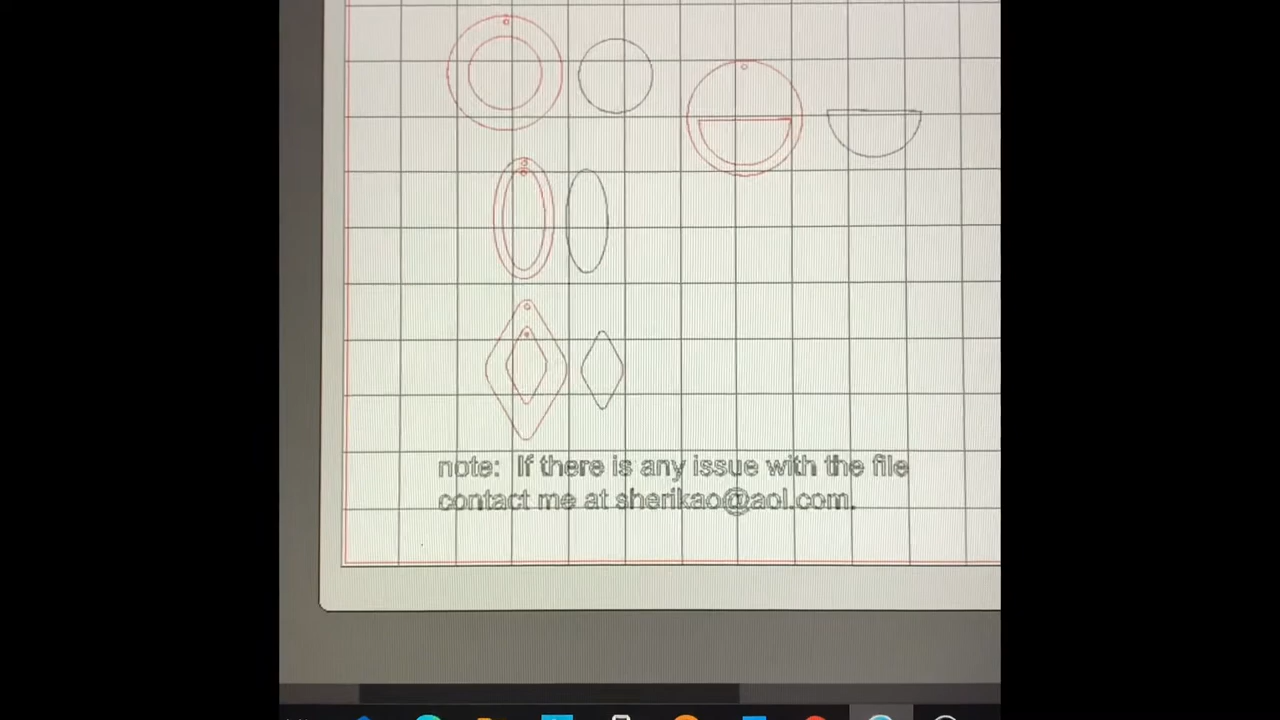 note: If there is any issue with the file
contact me at sherikao@aol.com.